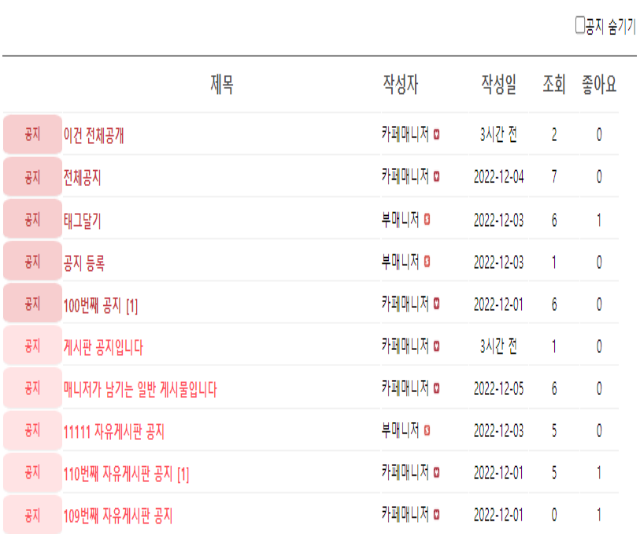 공지 숨기기
제목 작성자 작성일 조회 좋아요
공지 이건 전체공개 카페매니저 3시간 전 2 0
공지 전체공지 카페매니저 2022-12-04 7 0
공지 태그달기 부매니저 2022-12-03 6 1
공지 공지 등록 부매니저 2022-12-03 1 0
공지 100번째 공지 [1] 카페매니저 2022-12-01 6 0
공지 게시판 공지입니다 카페매니저 3시간 전 1 0
공지 매니저가 남기는 일반 게시물입니다 카페매니저 2022-12-05 6 0
공지 11111 자유게시판 공지 부매니저 2022-12-03 5 0
공지 110번째 자유게시판 공지 [1] 카페매니저 2022-12-01 5 1
공지 109번째 자유게시판 공지 카페매니저 2022-12-01 0 1